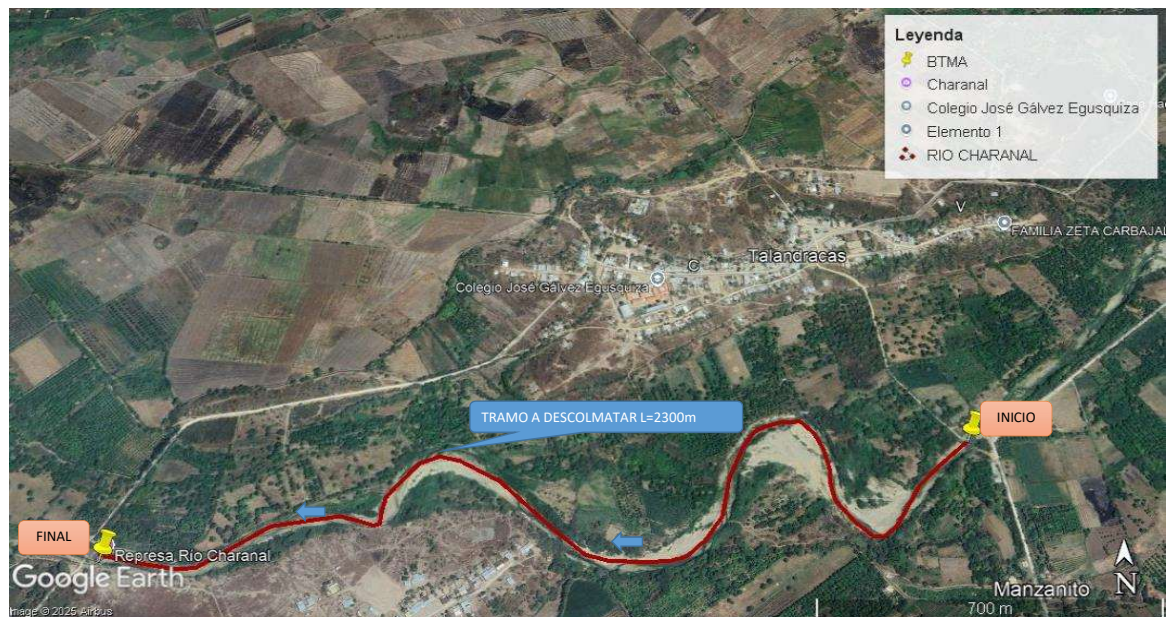 Leyenda
BTMA
Charanal
Colegio José Gálvez Egusquiza
Elemento 1
RIO CHARANAL
V
FAMILIA ZETA CARBAJAL
Talandracas
C
Colegio José Gálvez Egusquiza
TRAMO A DESCOLMATAR L=2300m
INICIO
FINAL
Represa Río Charanal
Google Earth
Manzanito
N
700 m
Image © 2025 Airbus